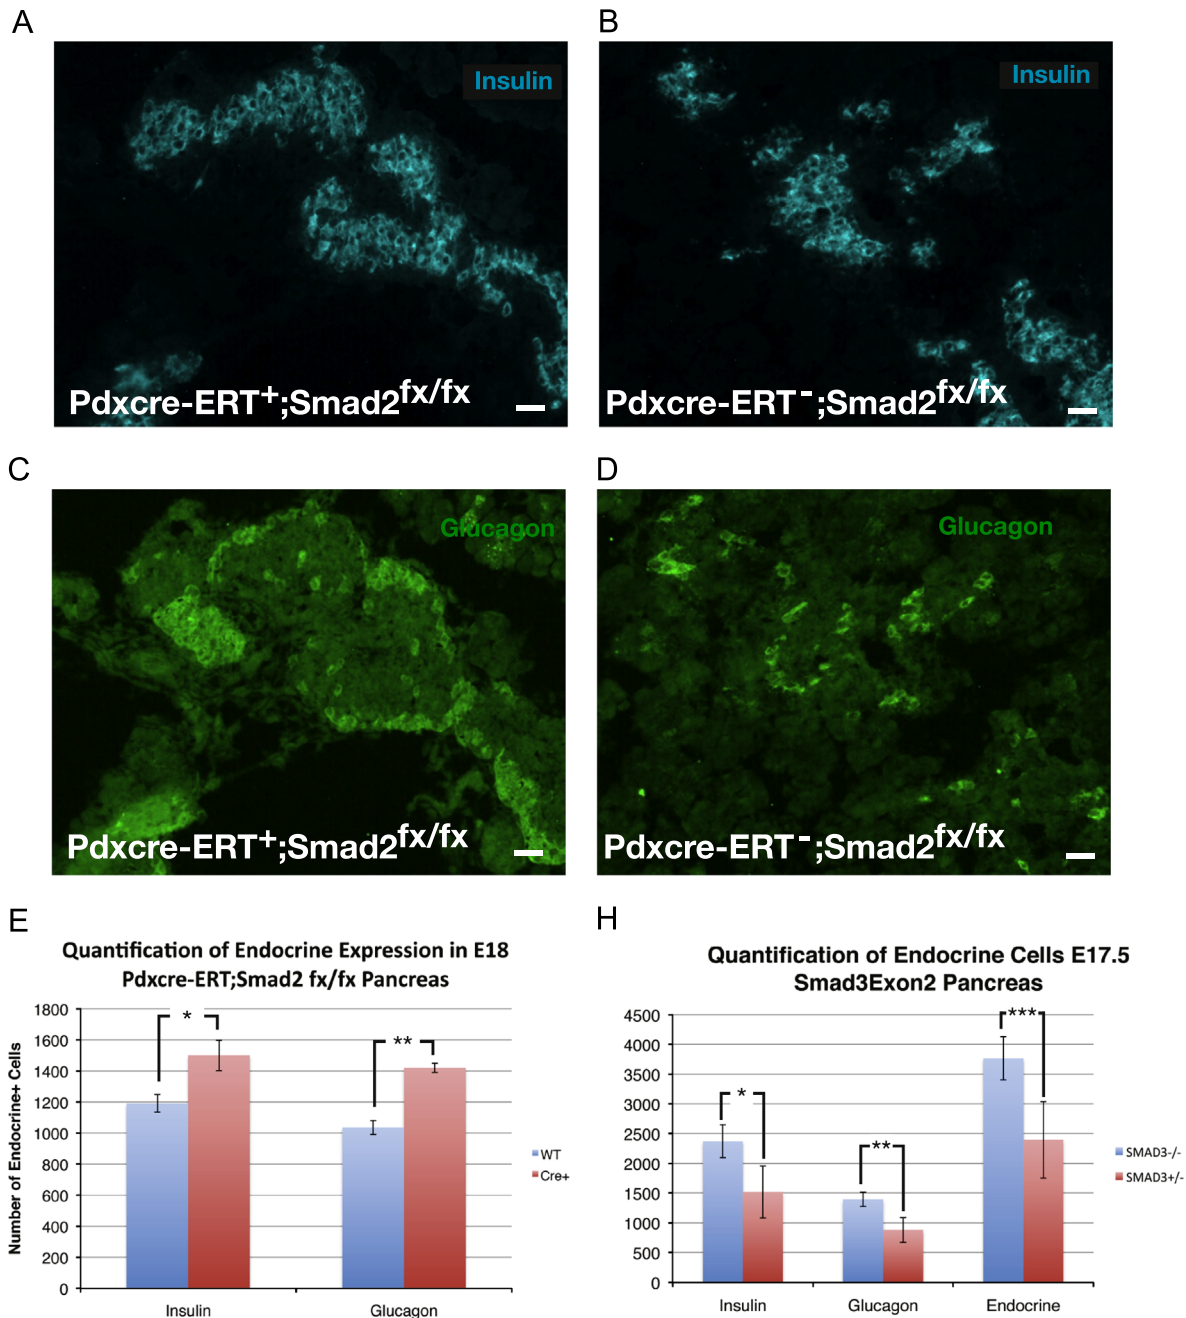 A
B
Insulin
Insulin
Pdxcre-ERT+;Smad2fx/fx
Pdxcre-ERT-;Smad2fx/fx
C
D
Glucagon
Glucagon
Pdxcre-ERT+;Smad2fx/fx
Pdxcre-ERT-;Smad2fx/fx
E
Quantification of Endocrine Expression in E18
Pdxcre-ERT;Smad2 fx/fx Pancreas
Number of Endocrine+ Cells
1800
1600
1400
1200
1000
800
600
400
200
0
*
**
Insulin
Glucagon
WT
Cre+
H
Quantification of Endocrine Cells E17.5
Smad3Exon2 Pancreas
4500
4000
3500
3000
2500
2000
1500
1000
500
0
*
**
***
Insulin
Glucagon
Endocrine
SMAD3-/-
SMAD3+/-